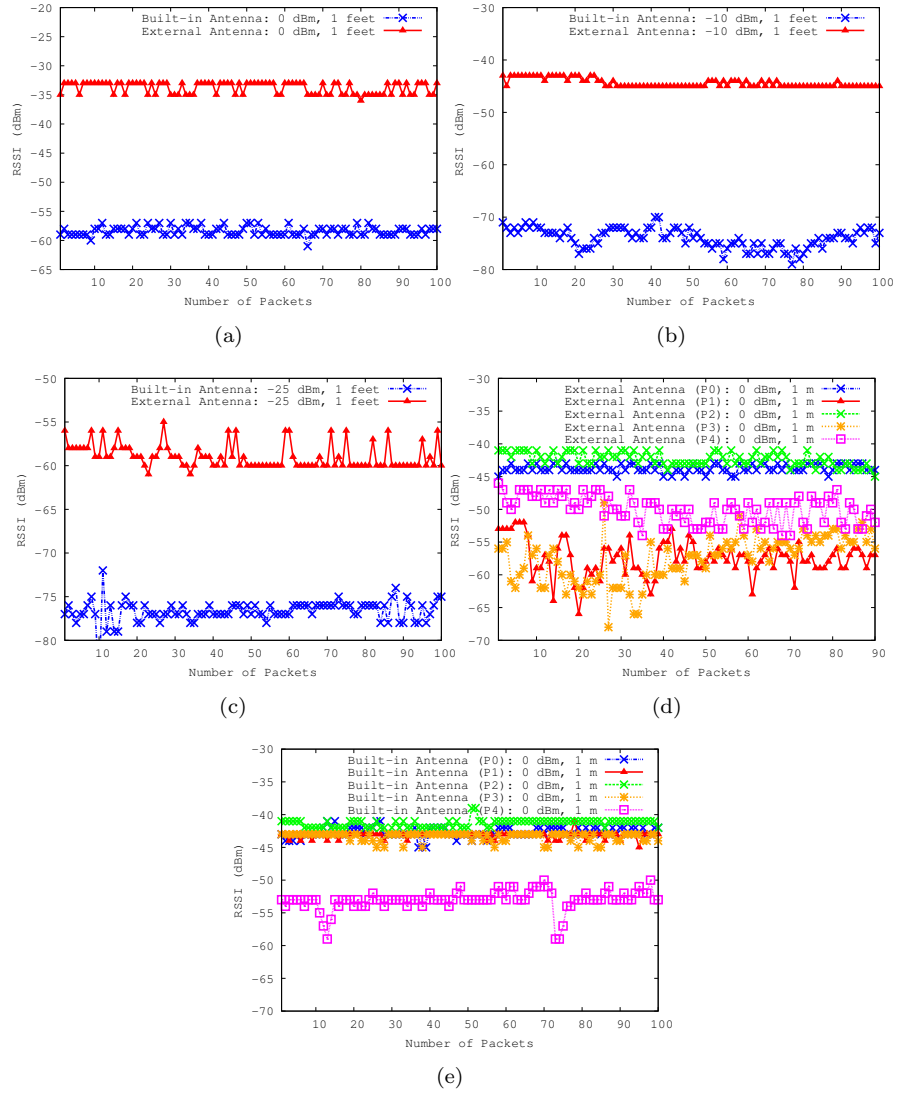 -20
-25
-30
-35
-40
-45
-50
-55
-60
-65
RSSI (dBm)
Built-in Antenna: 0 dBm, 1 feet
External Antenna: 0 dBm, 1 feet
10 20 30 40 50 60 70 80 90 100
Number of Packets
(a)
-30
-40
-50
-60
-70
-80
RSSI (dBm)
Built-in Antenna: -10 dBm, 1 feet
External Antenna: -10 dBm, 1 feet
10 20 30 40 50 60 70 80 90 100
Number of Packets
(b)
-50
-55
-60
-65
-70
-75
-80
RSSI (dBm)
Built-in Antenna: -25 dBm, 1 feet
External Antenna: -25 dBm, 1 feet
10 20 30 40 50 60 70 80 90 100
Number of Packets
(c)
-30
-35
-40
-45
-50
-55
-60
-65
-70
RSSI (dBm)
External Antenna (P0): 0 dBm, 1 m
External Antenna (P1): 0 dBm, 1 m
External Antenna (P2): 0 dBm, 1 m
External Antenna (P3): 0 dBm, 1 m
External Antenna (P4): 0 dBm, 1 m
10 20 30 40 50 60 70 80 90
Number of Packets
(d)
-30
-35
-40
-45
-50
-55
-60
-65
-70
RSSI (dBm)
Built-in Antenna (P0): 0 dBm, 1 m
Built-in Antenna (P1): 0 dBm, 1 m
Built-in Antenna (P2): 0 dBm, 1 m
Built-in Antenna (P3): 0 dBm, 1 m
Built-in Antenna (P4): 0 dBm, 1 m
10 20 30 40 50 60 70 80 90 100
Number of Packets
(e)